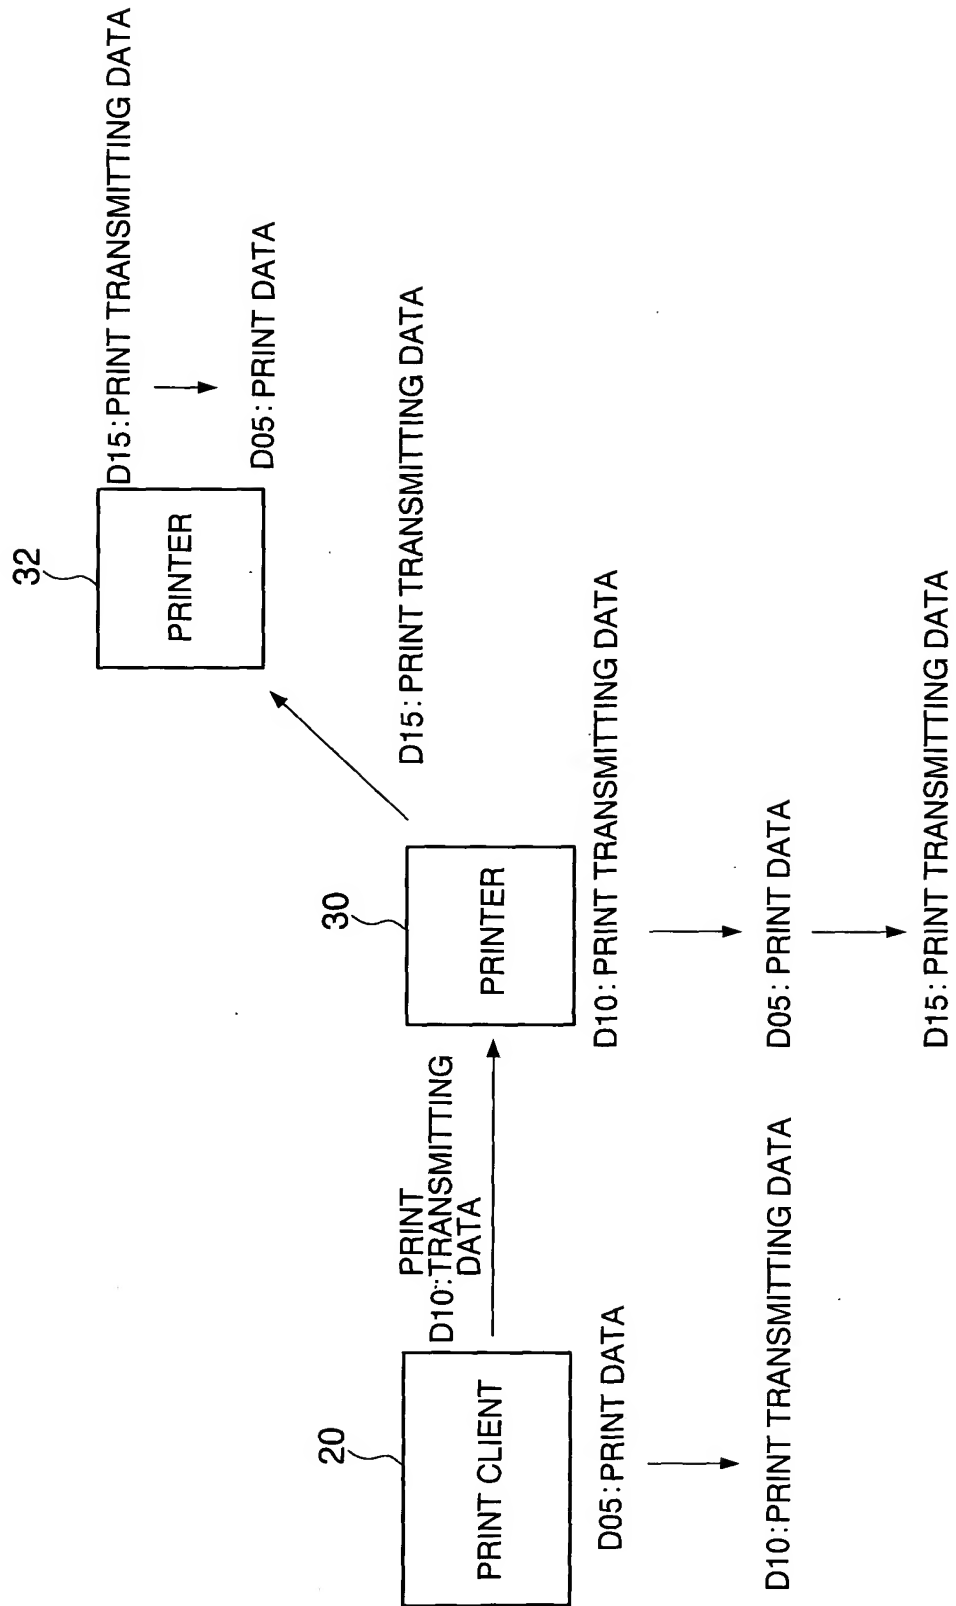 32
PRINTER
D15:PRINT TRANSMITTING DATA
D05: PRINT DATA
D15: PRINT TRANSMITTING DATA
30
PRINTER
D10: PRINT TRANSMITTING DATA
D05: PRINT DATA
D15: PRINT TRANSMITTING DATA
PRINT
D10:TRANSMITTING
DATA
20
PRINT CLIENT
D05:PRINT DATA
D10:PRINT TRANSMITTING DATA